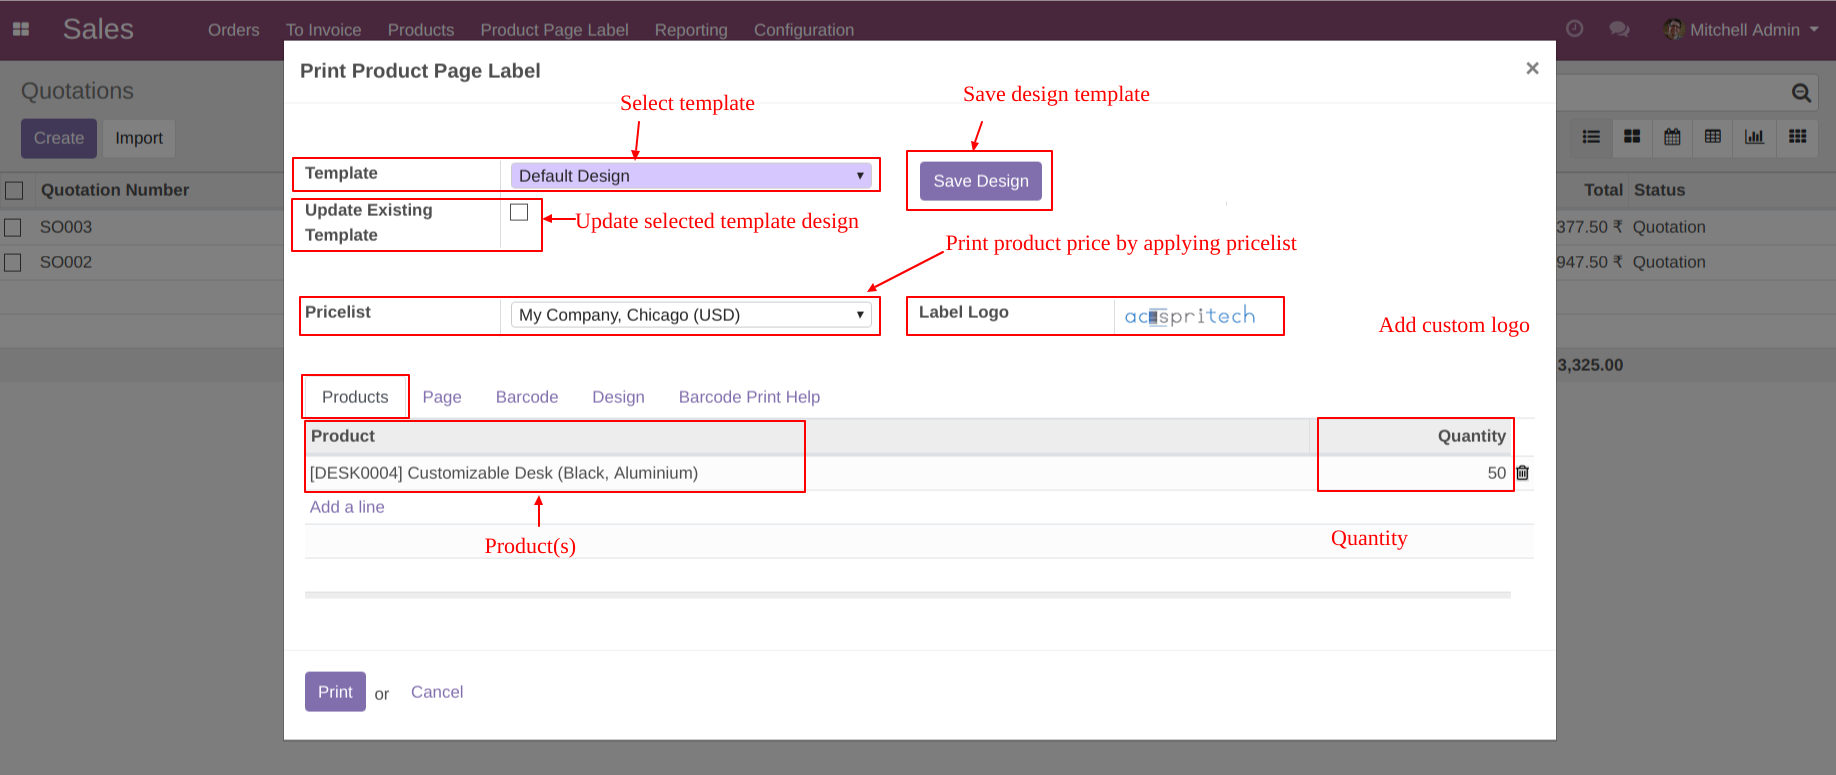 Sales Orders To Invoice Products Product Page Label Reporting Configuration Mitchell Admin
Print Product Page Label ×
Quotations
Select template Save design template
Create Import
Template Default Design Save Design
Quotation Number Total Status
Update Existing Template
Update selected template design
SO003 377.50 ₹ Quotation
Print product price by applying pricelist
SO002 947.50 ₹ Quotation
Pricelist My Company, Chicago (USD) Label Logo acespritech
Add custom logo
3,325.00
Products Page Barcode Design Barcode Print Help
Product Quantity
[DESK0004] Customizable Desk (Black, Aluminium) 50
Add a line
Product(s) Quantity
Print or Cancel